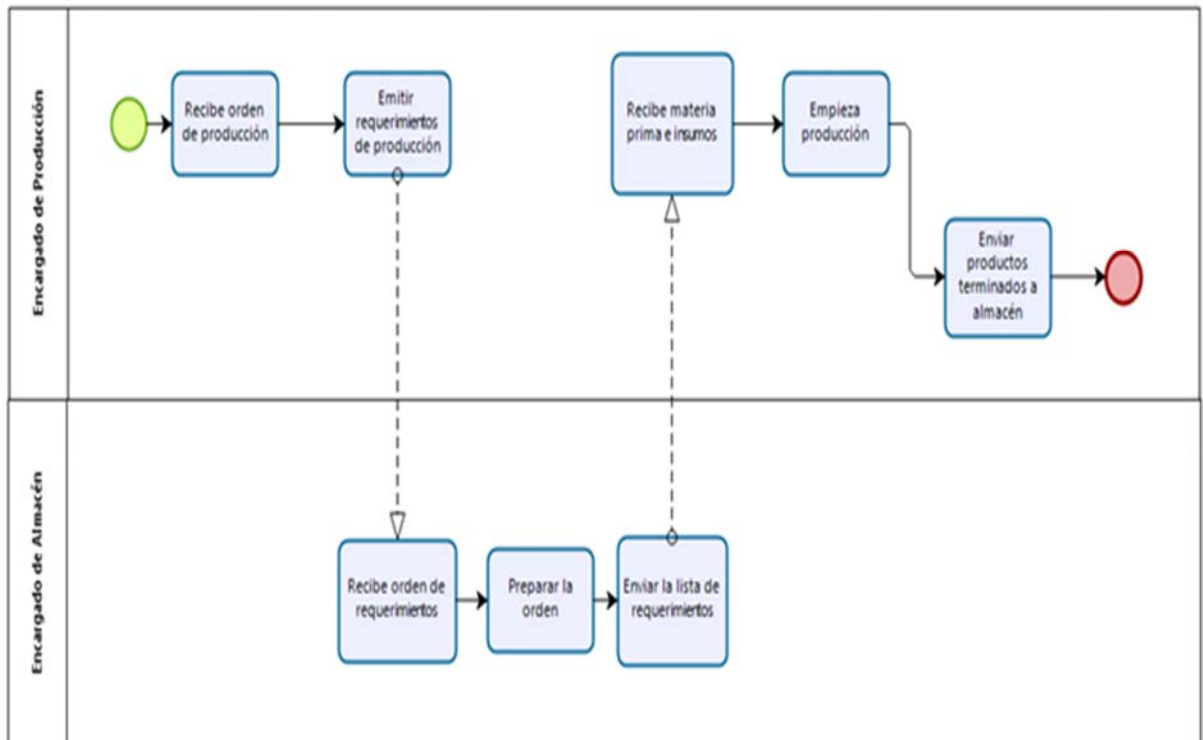 Encargado de Producción
Recibe orden
de producción
Emitir
requerimientos
de producción
Recibe materia
prima e insumos
Empieza
producción
Enviar
productos
terminados a
almacén
Encargado de Almacén
Recibe orden de
requerimientos
Preparar la
orden
Enviar la lista de
requerimientos